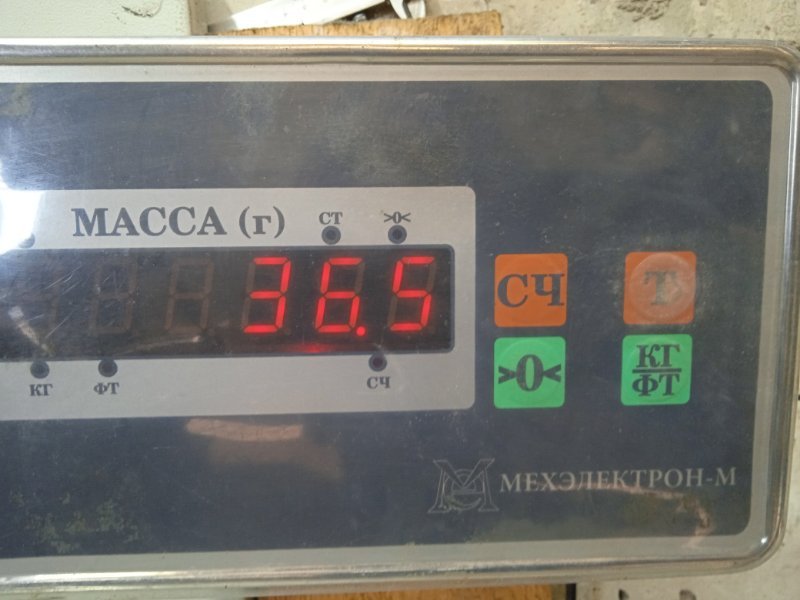 МАССА (г) СТ >0<
36.5
КГ ФТ СЧ
СЧ Т
>0< КГ
ФТ
МЕХЭЛЕКТРОН-М